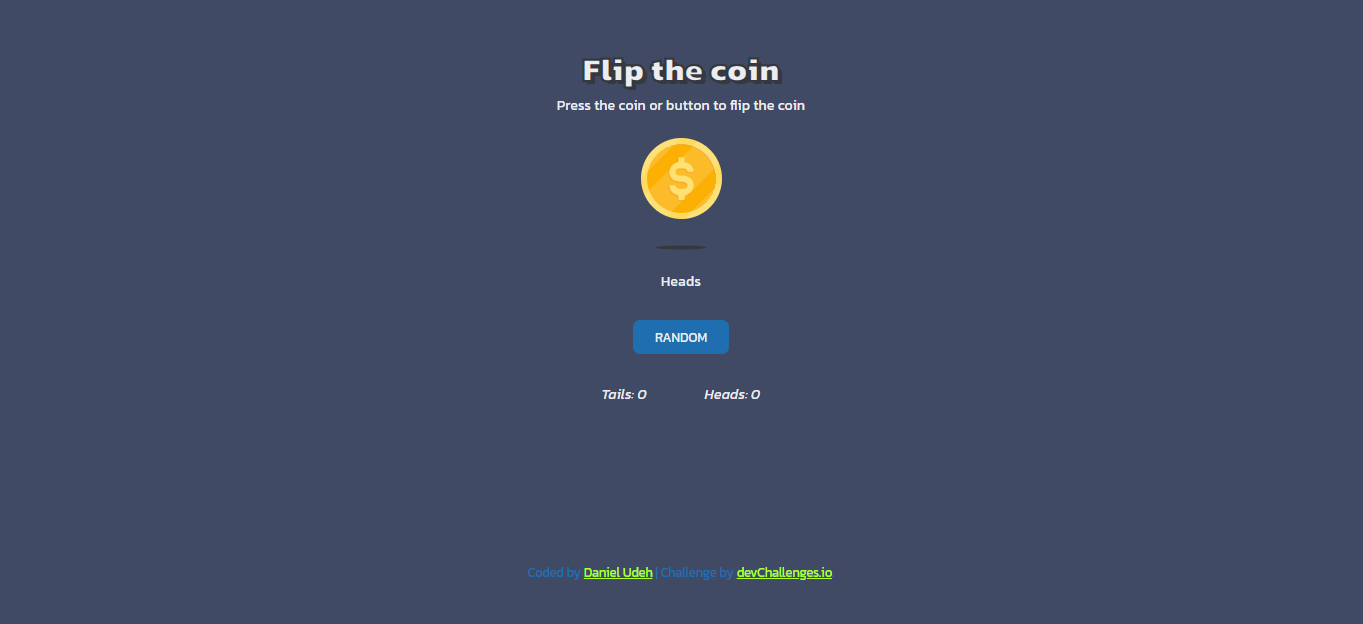 Flip the coin
Press the coin or button to flip the coin
$
Heads
RANDOM
Tails: 0 Heads: 0
Coded by Daniel Udeh | Challenge by devChallenges.io